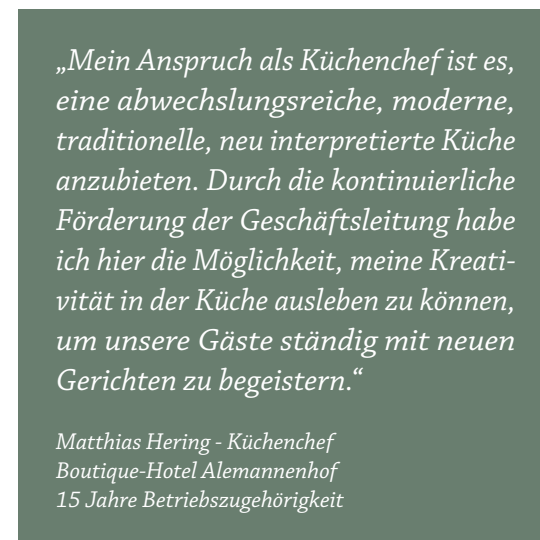 „Mein Anspruch als Küchenchef ist es,
eine abwechslungsreiche, moderne,
traditionelle, neu interpretierte Küche
anzubieten. Durch die kontinuierliche
Förderung der Geschäftsleitung habe
ich hier die Möglichkeit, meine Kreati-
vität in der Küche ausleben zu können,
um unsere Gäste ständig mit neuen
Gerichten zu begeistern.“
Matthias Hering - Küchenchef
Boutique-Hotel Alemannenhof
15 Jahre Betriebszugehörigkeit